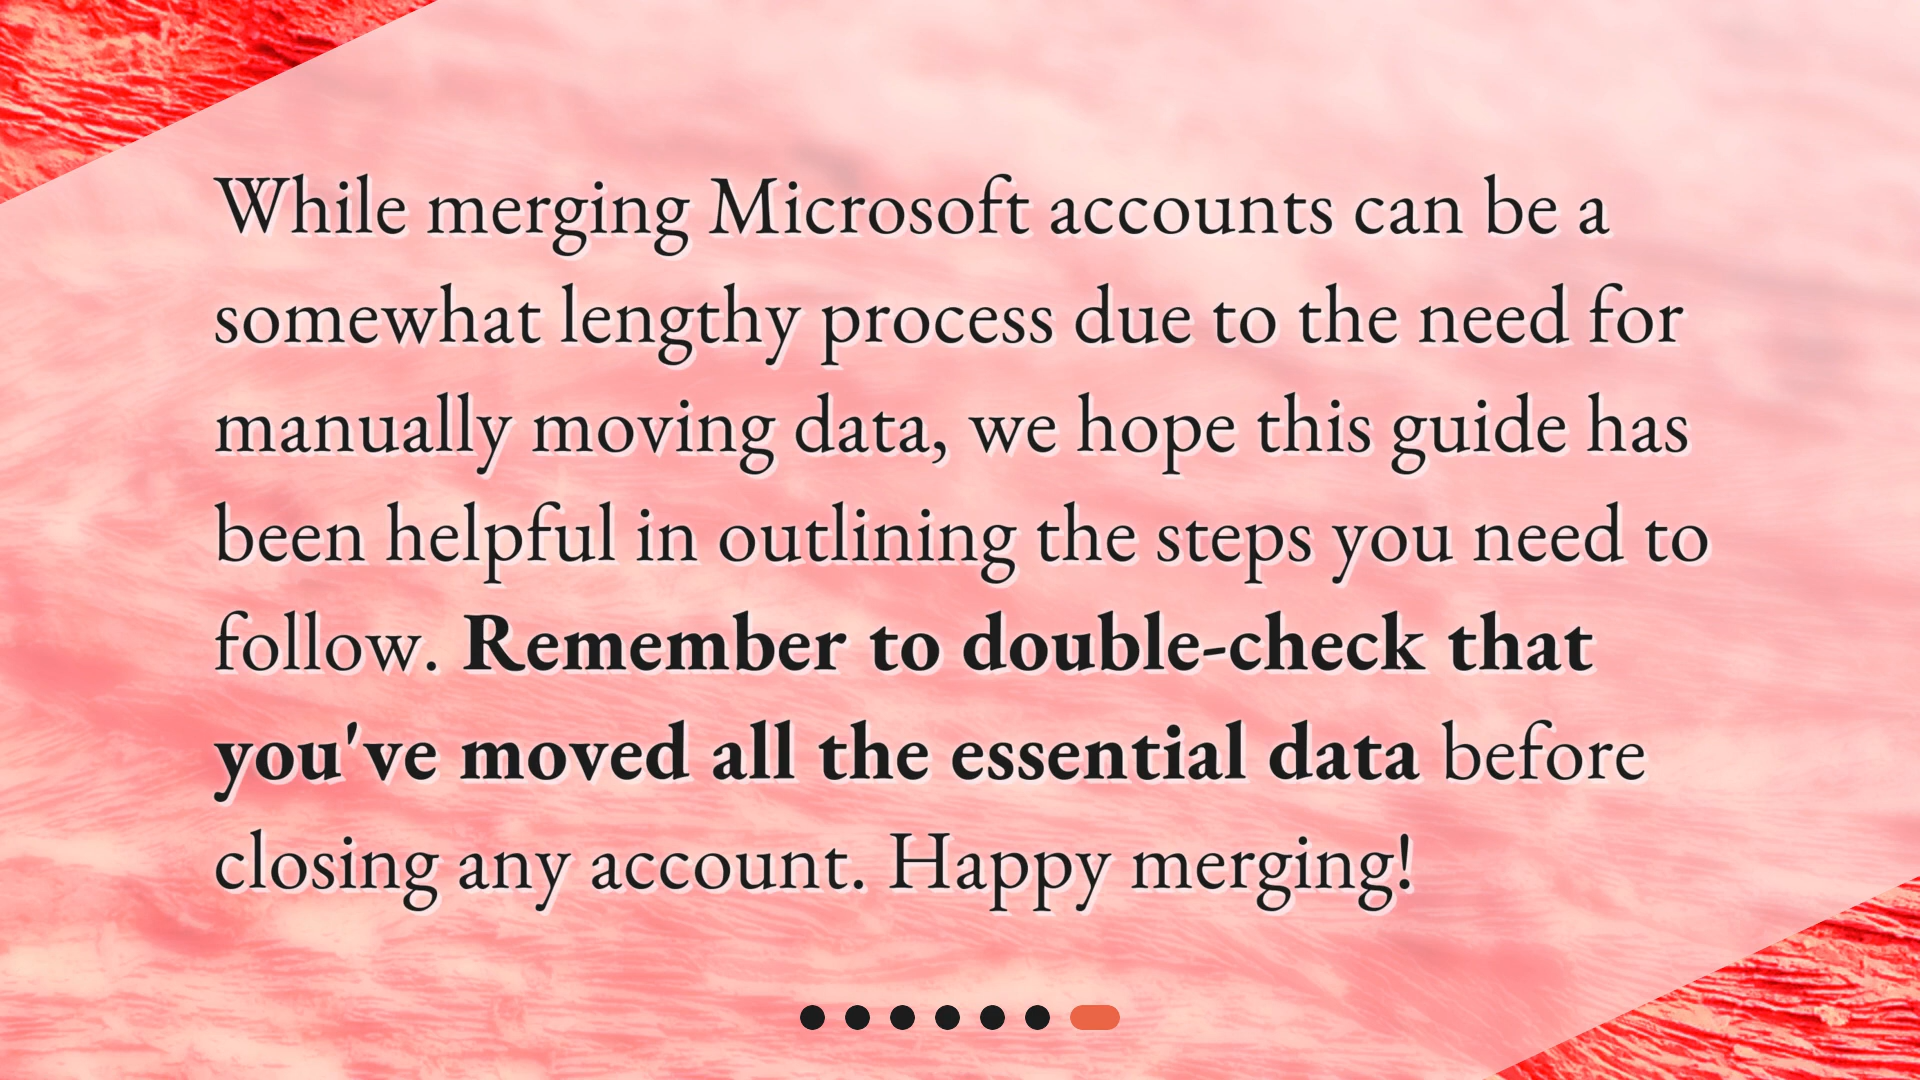 While merging Microsoft accounts can be a
somewhat lengthy process due to the need for
manually moving data, we hope this guide has
been helpful in outlining the steps you need to
follow. Remember to double-check that
you've moved all the essential data before
closing any account. Happy merging!